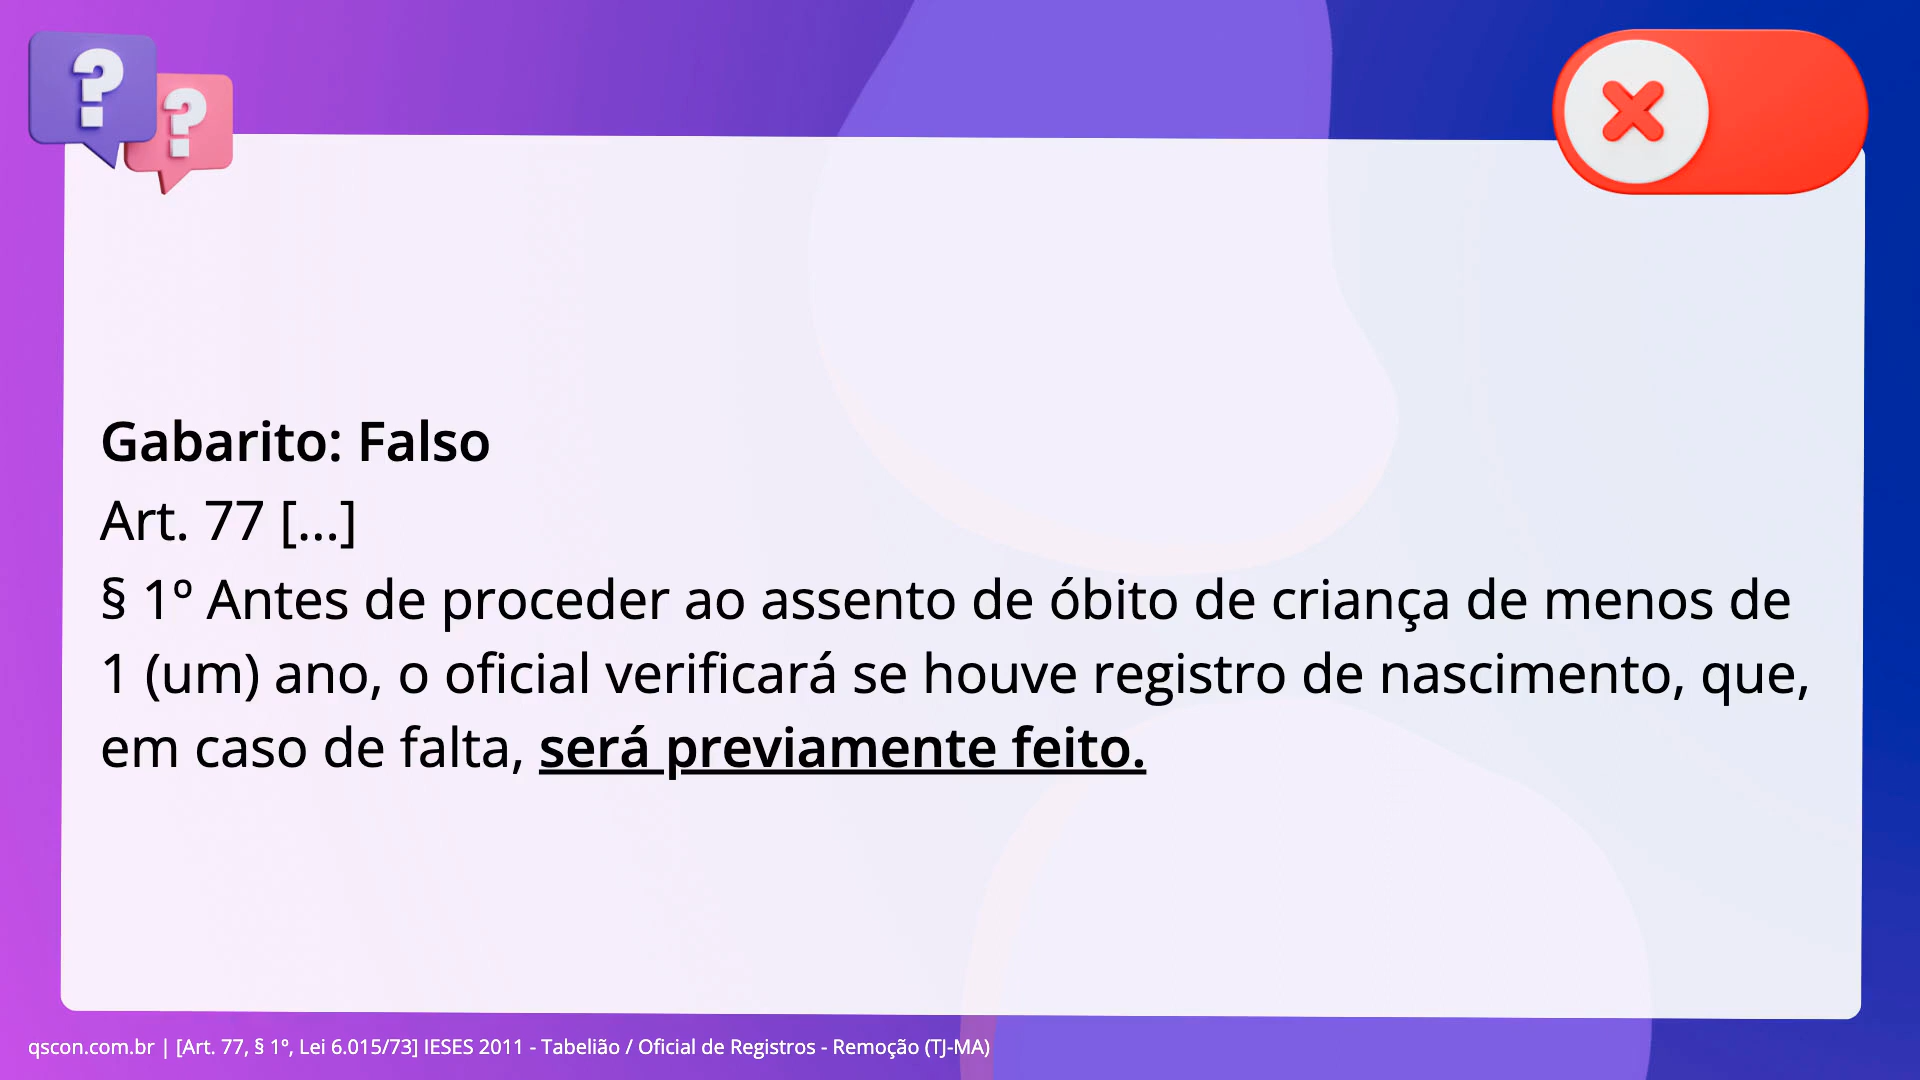 ? ?
Gabarito: Falso
Art. 77 [...]
§ 1º Antes de proceder ao assento de óbito de criança de menos de
1 (um) ano, o oficial verificará se houve registro de nascimento, que,
em caso de falta, será previamente feito.
qscon.com.br | [Art. 77, § 1º, Lei 6.015/73] IESES 2011 - Tabelião / Oficial de Registros - Remoção (TJ-MA)